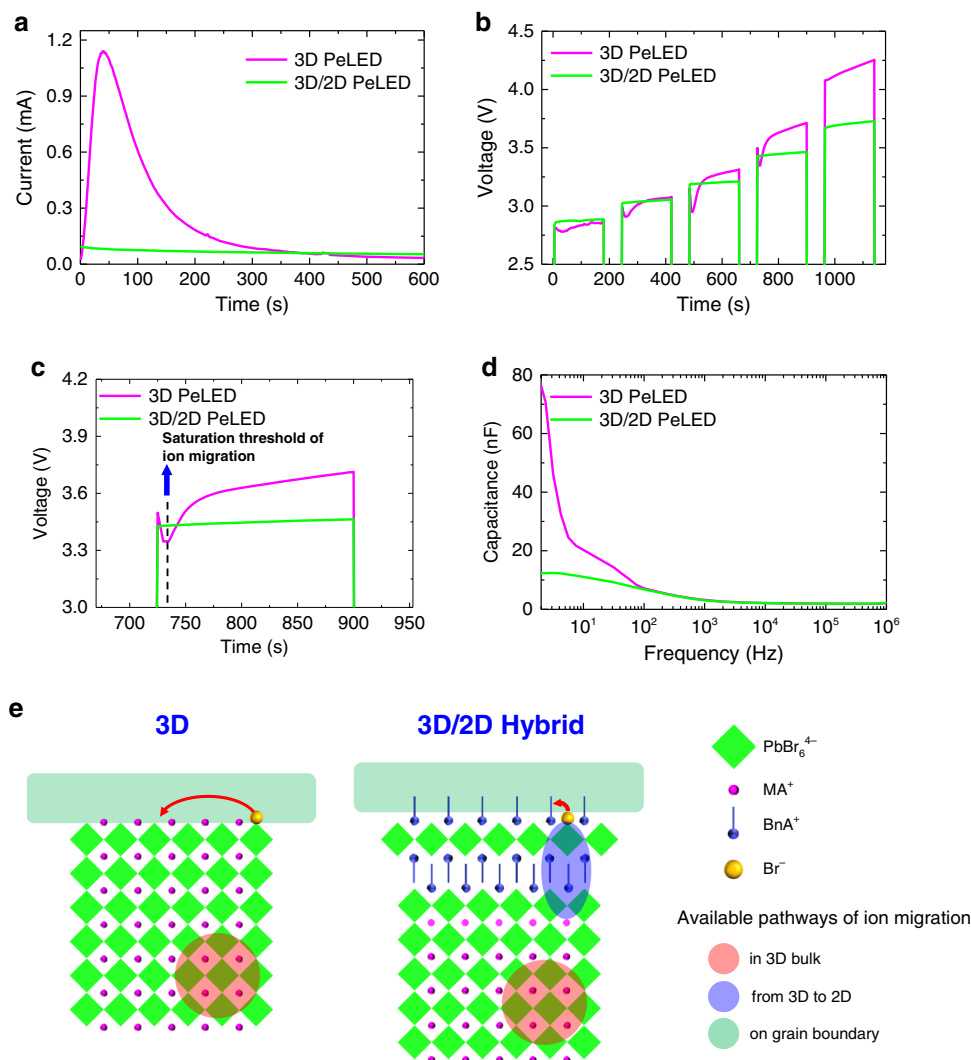 a
3D PeLED
3D/2D PeLED
Current (mA)
1.2
0.9
0.6
0.3
0.0
0 100 200 300 400 500 600
Time (s)
b
3D PeLED
3D/2D PeLED
Voltage (V)
4.5
4.0
3.5
3.0
2.5
0 200 400 600 800 1000
Time (s)
c
3D PeLED
3D/2D PeLED
Saturation threshold of
ion migration
Voltage (V)
4.2
3.9
3.6
3.3
3.0
700 750 800 850 900 950
Time (s)
d
3D PeLED
3D/2D PeLED
Capacitance (nF)
80
60
40
20
0
10¹ 10² 10³ 10⁴ 10⁵ 10⁶
Frequency (Hz)
e
3D
3D/2D Hybrid
PbBr₆⁴⁻
MA⁺
BnA⁺
Br⁻
Available pathways of ion migration
in 3D bulk
from 3D to 2D
on grain boundary